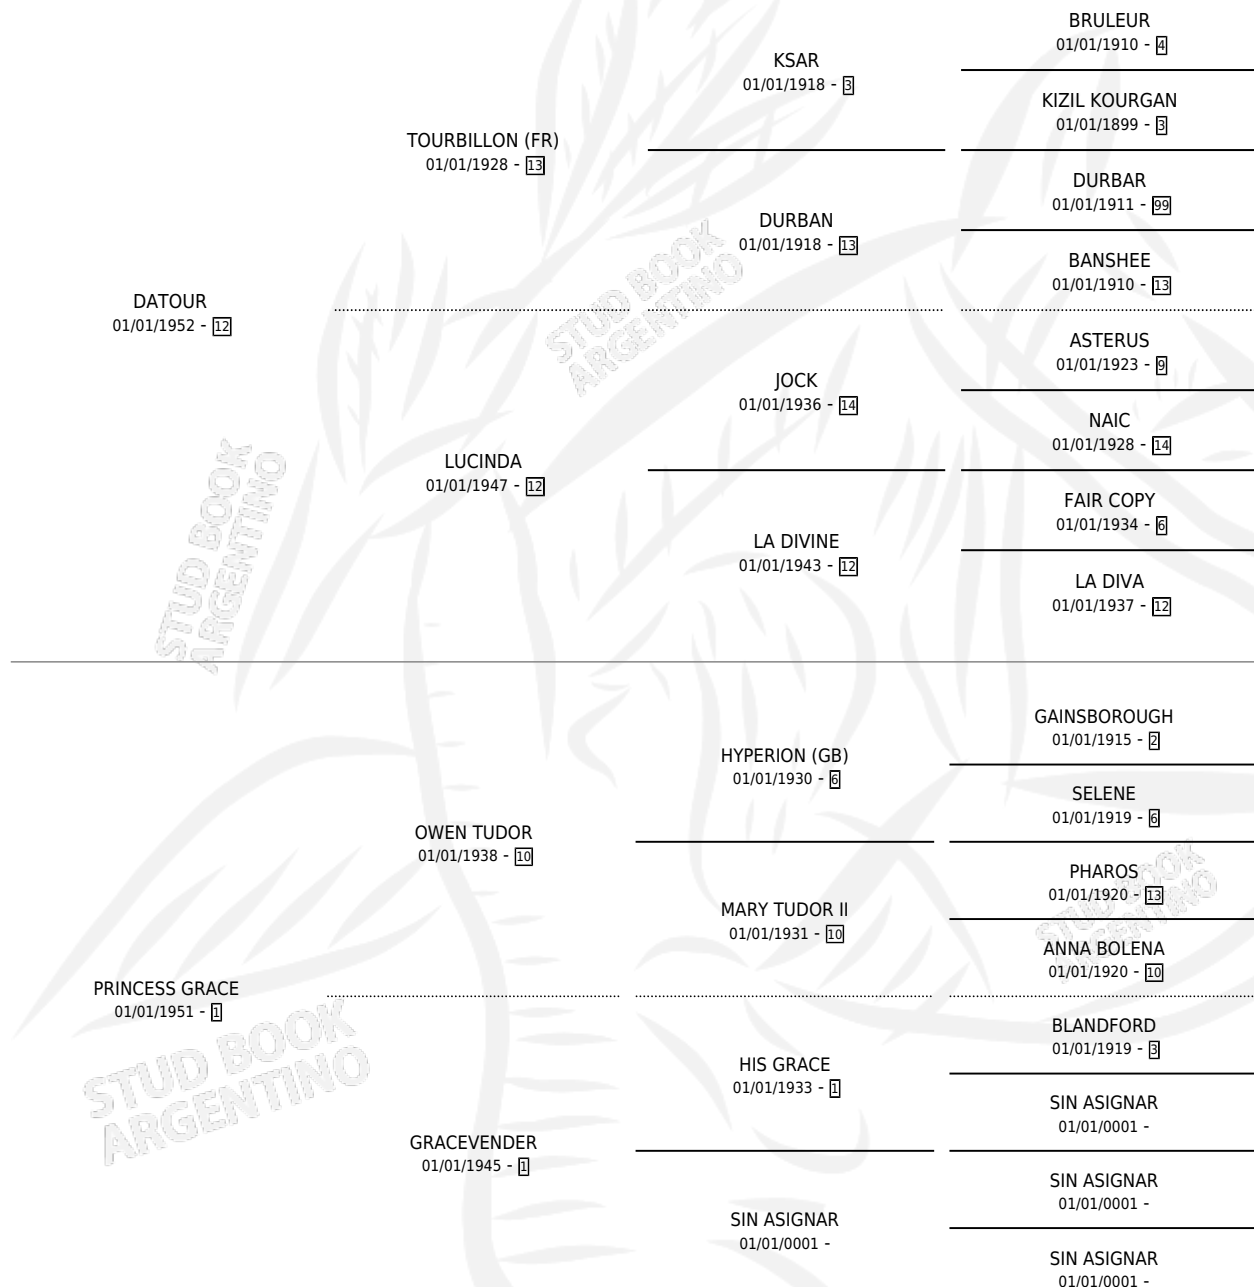 BRULEUR
01/01/1910 - 4
KSAR
01/01/1918 - 3
KIZIL KOURGAN
01/01/1899 - 3
TOURBILLON (FR)
01/01/1928 - 13
DURBAR
01/01/1911 - 99
DURBAN
01/01/1918 - 13
BANSHEE
01/01/1910 - 13
DATOUR
01/01/1952 - 12
STUD BOOK
ARGENTINO
ASTERUS
01/01/1923 - 9
JOCK
01/01/1936 - 14
NAIC
01/01/1928 - 14
LUCINDA
01/01/1947 - 12
FAIR COPY
01/01/1934 - 6
LA DIVINE
01/01/1943 - 12
LA DIVA
01/01/1937 - 12
STUD BOOK
ARGENTINO
GAINSBOROUGH
01/01/1915 - 2
HYPERION (GB)
01/01/1930 - 6
SELENE
01/01/1919 - 6
OWEN TUDOR
01/01/1938 - 10
PHAROS
01/01/1920 - 13
MARY TUDOR II
01/01/1931 - 10
STUD BOOK
ARGENTINO
ANNA BOLENA
01/01/1920 - 10
PRINCESS GRACE
01/01/1951 - 1
BLANDFORD
01/01/1919 - 3
HIS GRACE
01/01/1933 - 1
SIN ASIGNAR
01/01/0001 -
STUD BOOK
ARGENTINO
GRACEVENDER
01/01/1945 - 1
SIN ASIGNAR
01/01/0001 -
SIN ASIGNAR
01/01/0001 -
SIN ASIGNAR
01/01/0001 -